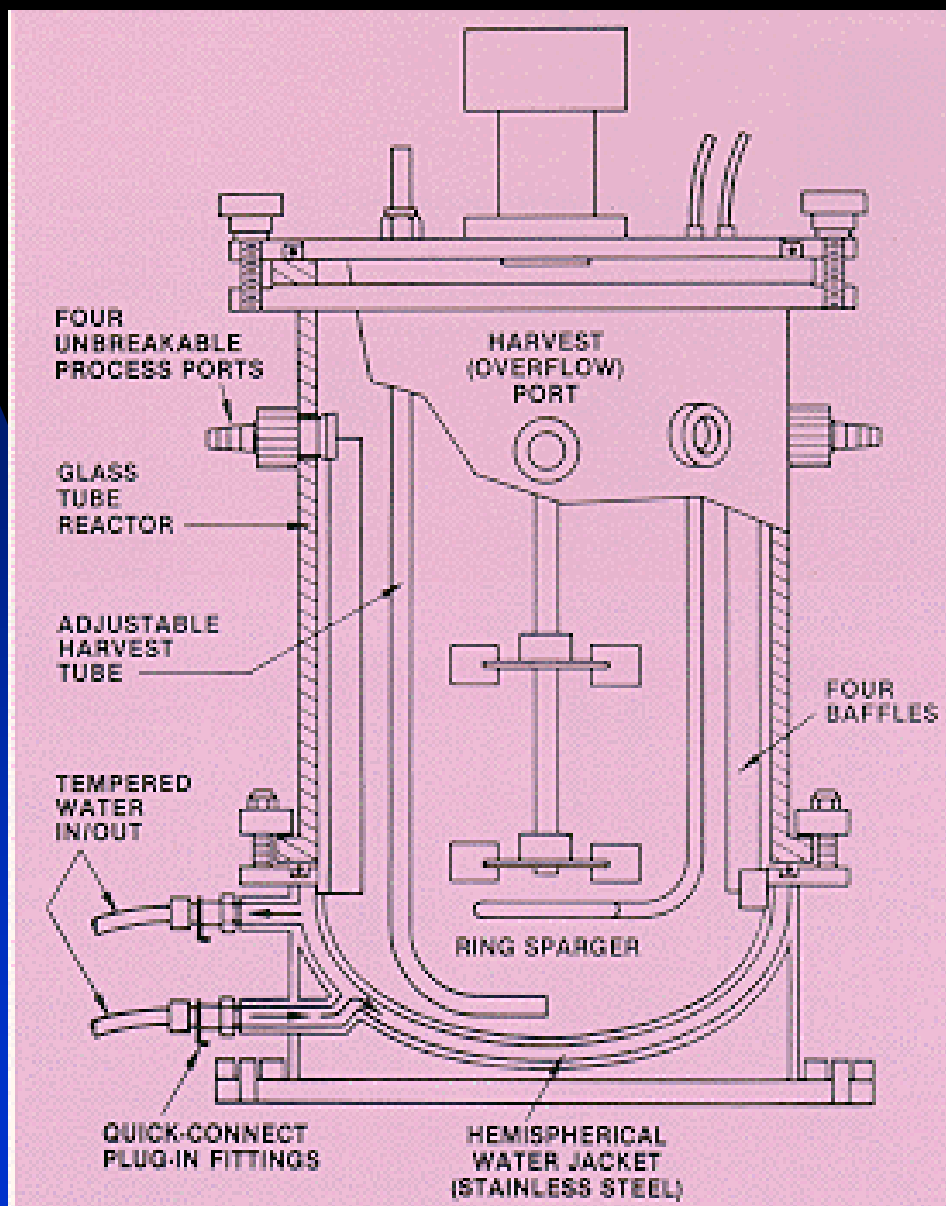 FOUR
UNBREAKABLE
PROCESS PORTS
HARVEST
(OVERFLOW)
PORT
GLASS
TUBE
REACTOR
ADJUSTABLE
HARVEST
TUBE
FOUR
BAFFLES
TEMPERED
WATER
IN/OUT
RING SPARGER
QUICK-CONNECT
PLUG-IN FITTINGS
HEMISPHERICAL
WATER JACKET
(STAINLESS STEEL)